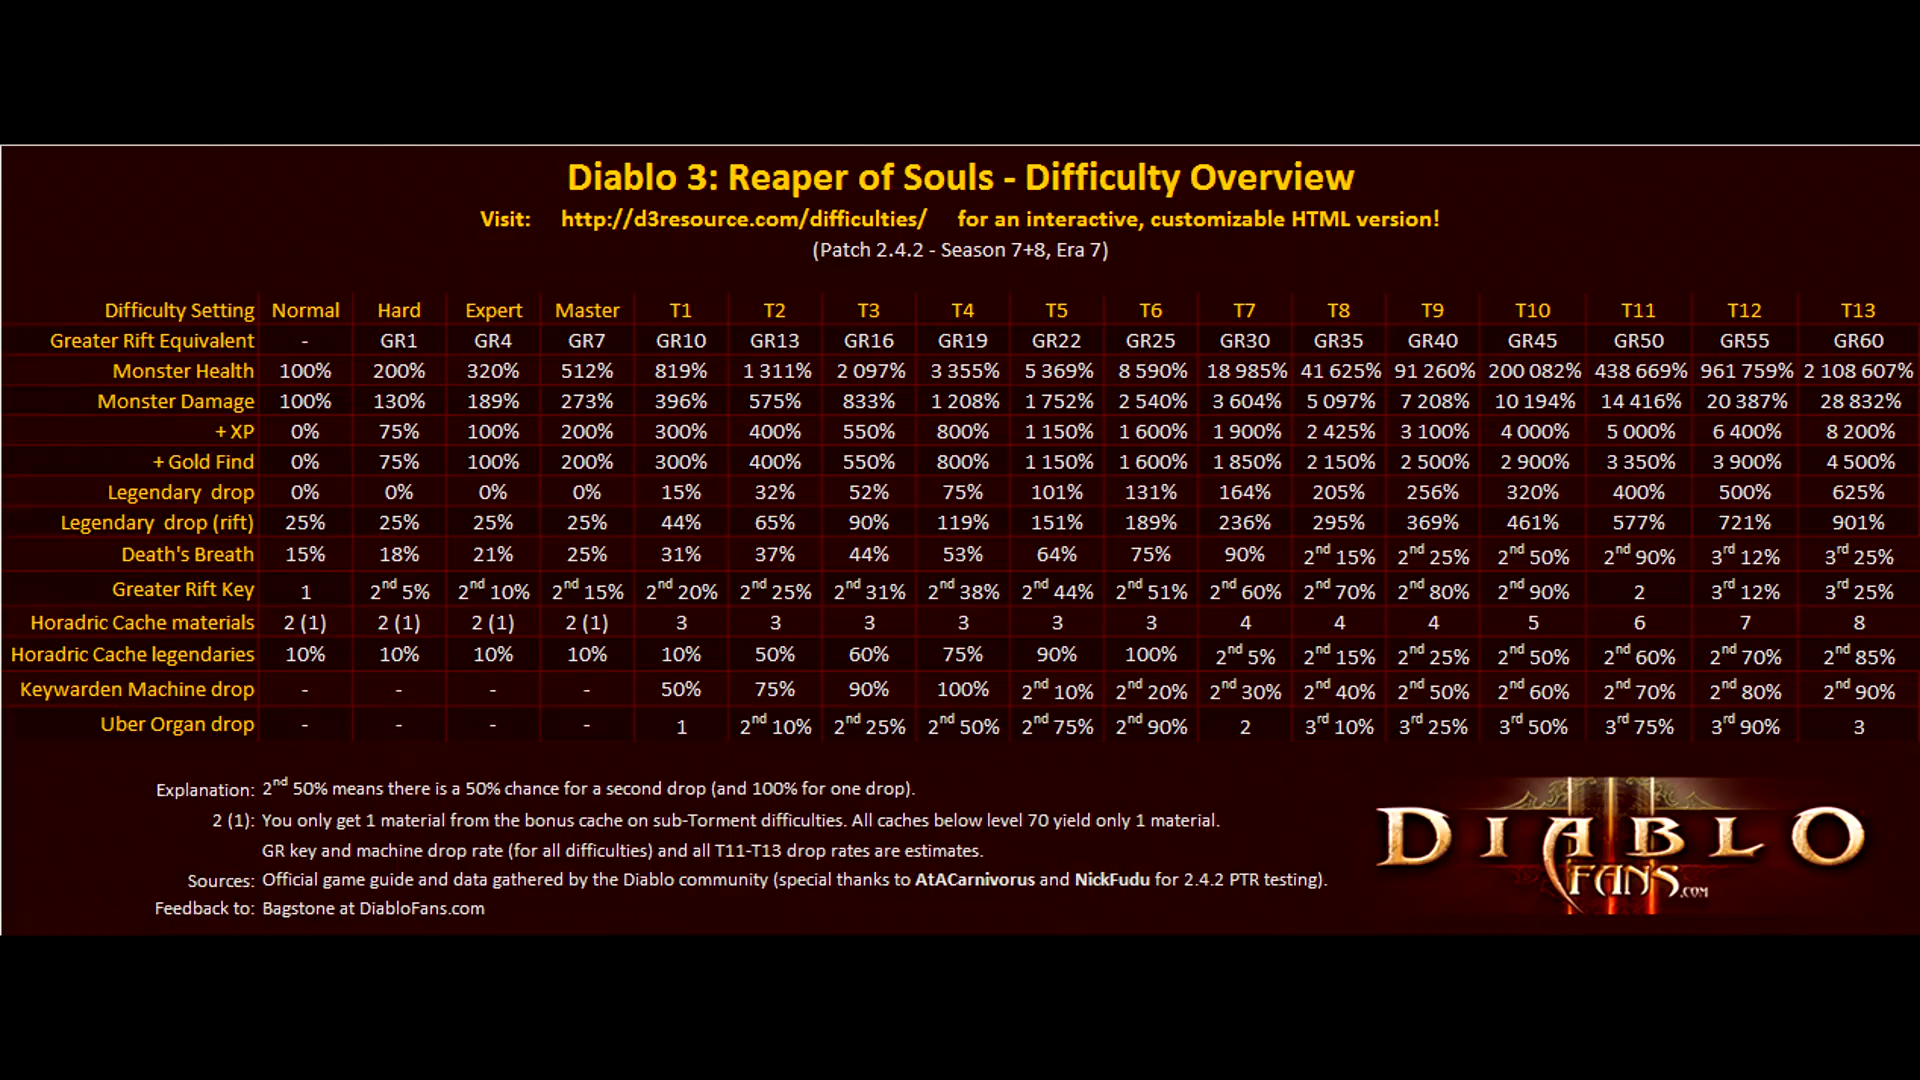 Diablo 3: Reaper of Souls - Difficulty Overview
Visit: http://d3resource.com/difficulties/ for an interactive, customizable HTML version!
(Patch 2.4.2 - Season 7+8, Era 7)
Difficulty Setting Normal Hard Expert Master T1 T2 T3 T4 T5 T6 T7 T8 T9 T10 T11 T12 T13
Greater Rift Equivalent - GR1 GR4 GR7 GR10 GR13 GR16 GR19 GR22 GR25 GR30 GR35 GR40 GR45 GR50 GR55 GR60
Monster Health 100% 200% 320% 512% 819% 1 311% 2 097% 3 355% 5 369% 8 590% 18 985% 41 625% 91 260% 200 082% 438 669% 961 759% 2 108 607%
Monster Damage 100% 130% 189% 273% 396% 575% 833% 1 208% 1 752% 2 540% 3 604% 5 097% 7 208% 10 194% 14 416% 20 387% 28 832%
+ XP 0% 75% 100% 200% 300% 400% 550% 800% 1 150% 1 600% 1 900% 2 425% 3 100% 4 000% 5 000% 6 400% 8 200%
+ Gold Find 0% 75% 100% 200% 300% 400% 550% 800% 1 150% 1 600% 1 850% 2 150% 2 500% 2 900% 3 350% 3 900% 4 500%
Legendary drop 0% 0% 0% 0% 15% 32% 52% 75% 101% 131% 164% 205% 256% 320% 400% 500% 625%
Legendary drop (rift) 25% 25% 25% 25% 44% 65% 90% 119% 151% 189% 236% 295% 369% 461% 577% 721% 901%
Death's Breath 15% 18% 21% 25% 31% 37% 44% 53% 64% 75% 90% 2nd 15% 2nd 25% 2nd 50% 2nd 90% 3rd 12% 3rd 25%
Greater Rift Key 1 2nd 5% 2nd 10% 2nd 15% 2nd 20% 2nd 25% 2nd 31% 2nd 38% 2nd 44% 2nd 51% 2nd 60% 2nd 70% 2nd 80% 2nd 90% 2 3rd 12% 3rd 25%
Horadric Cache materials 2 (1) 2 (1) 2 (1) 2 (1) 3 3 3 3 3 3 4 4 4 5 6 7 8
Horadric Cache legendaries 10% 10% 10% 10% 10% 50% 60% 75% 90% 100% 2nd 5% 2nd 15% 2nd 25% 2nd 50% 2nd 60% 2nd 70% 2nd 85%
Keywarden Machine drop - - - - 50% 75% 90% 100% 2nd 10% 2nd 20% 2nd 30% 2nd 40% 2nd 50% 2nd 60% 2nd 70% 2nd 80% 2nd 90%
Uber Organ drop - - - - 1 2nd 10% 2nd 25% 2nd 50% 2nd 75% 2nd 90% 2 3rd 10% 3rd 25% 3rd 50% 3rd 75% 3rd 90% 3
Explanation: 2nd 50% means there is a 50% chance for a second drop (and 100% for one drop).
2 (1): You only get 1 material from the bonus cache on sub-Torment difficulties. All caches below level 70 yield only 1 material.
GR key and machine drop rate (for all difficulties) and all T11-T13 drop rates are estimates.
Sources: Official game guide and data gathered by the Diablo community (special thanks to AtACarnivorus and NickFudu for 2.4.2 PTR testing).
Feedback to: Bagstone at DiabloFans.com
DIABLO
FANS.COM